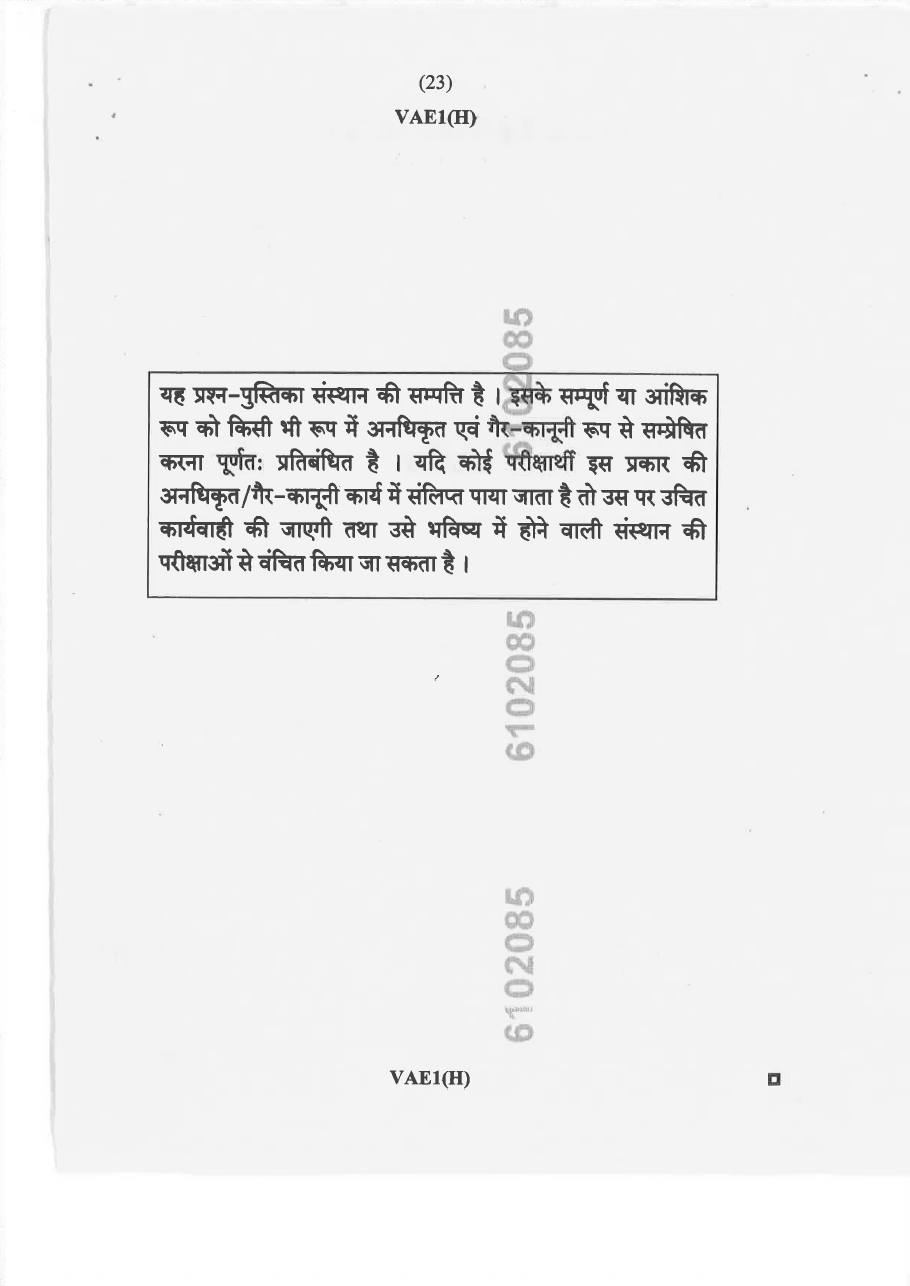 (23)
VAE1(H)
6102085
यह प्रश्न-पुस्तिका संस्थान की सम्पत्ति है । इसके सम्पूर्ण या आंशिक
रूप को किसी भी रूप में अनधिकृत एवं गैर-कानूनी रूप से सम्प्रेषित
करना पूर्णतः प्रतिबंधित है । यदि कोई परीक्षार्थी इस प्रकार की
अनधिकृत/गैर-कानूनी कार्य में संलिप्त पाया जाता है तो उस पर उचित
कार्यवाही की जाएगी तथा उसे भविष्य में होने वाली संस्थान की
परीक्षाओं से वंचित किया जा सकता है ।
6102085
6102085
VAE1(H)